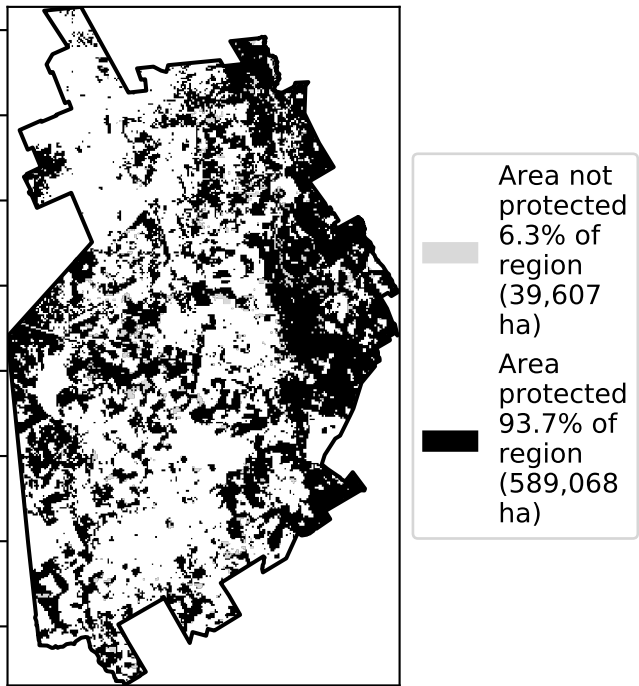 Area not
protected
6.3% of
region
(39,607
ha)
Area
protected
93.7% of
region
(589,068
ha)